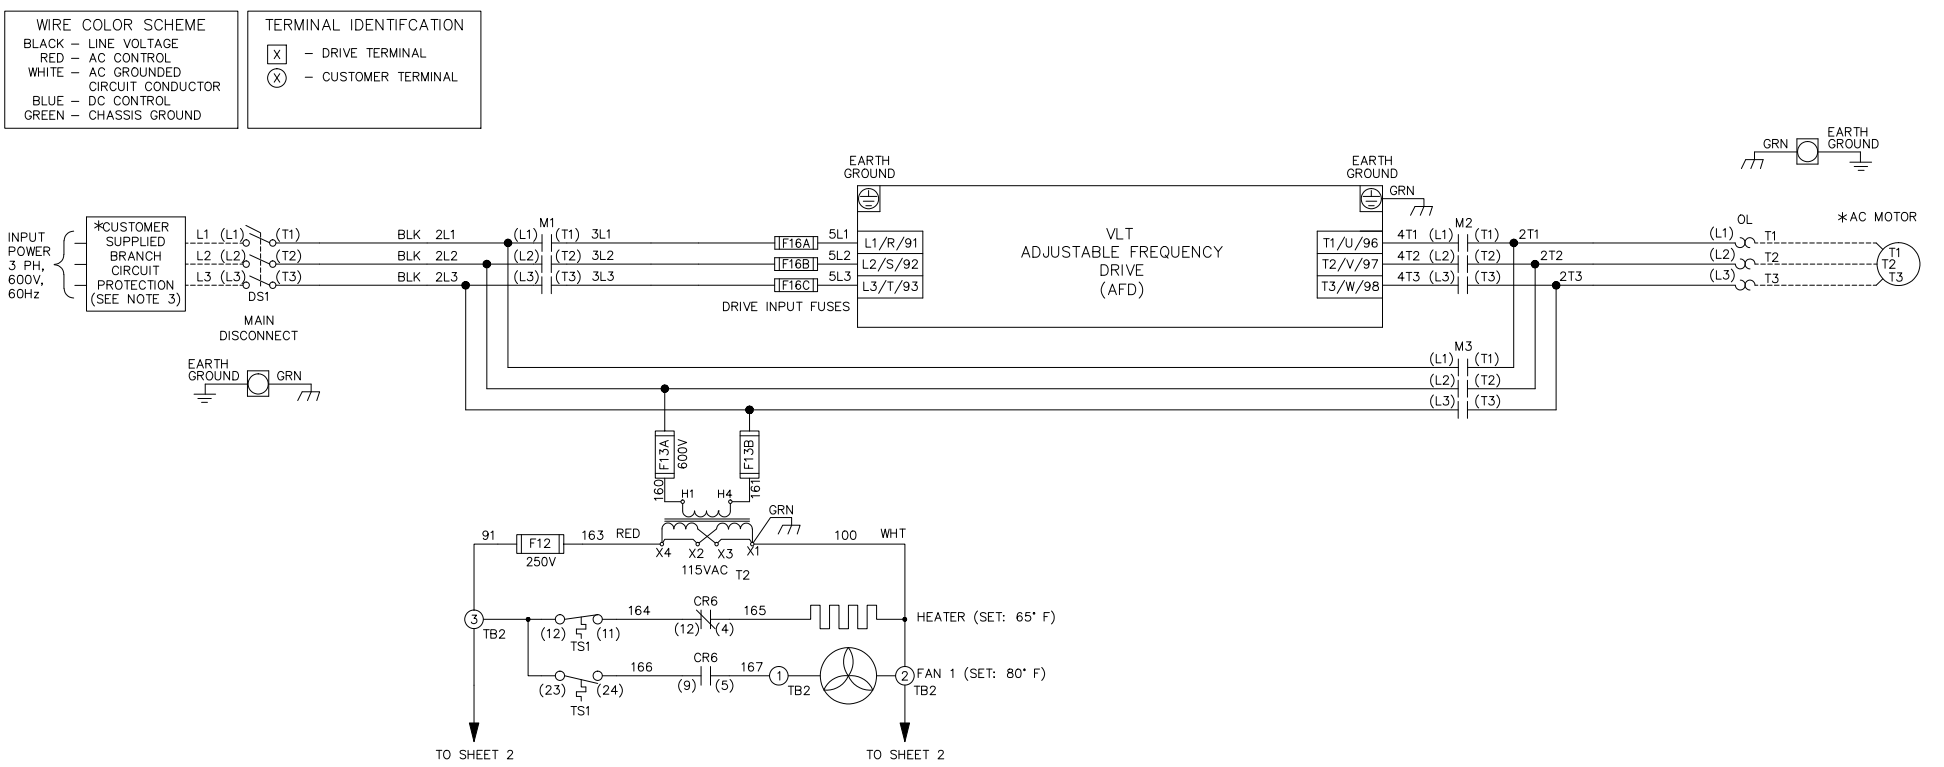 WIRE COLOR SCHEME
BLACK – LINE VOLTAGE
RED – AC CONTROL
WHITE – AC GROUNDED
CIRCUIT CONDUCTOR
BLUE – DC CONTROL
GREEN – CHASSIS GROUND
TERMINAL IDENTIFCATION
X – DRIVE TERMINAL
X – CUSTOMER TERMINAL
INPUT
POWER
3 PH,
600V,
60Hz
*CUSTOMER
SUPPLIED
BRANCH
CIRCUIT
PROTECTION
(SEE NOTE 3)
L1 (L1) (T1) BLK 2L1 (L1) M1 (T1) 3L1 F16A 5L1 L1/R/91
L2 (L2) (T2) BLK 2L2 (L2) (T2) 3L2 F16B 5L2 L2/S/92
L3 (L3) (T3) BLK 2L3 (L3) (T3) 3L3 F16C 5L3 L3/T/93
DS1
MAIN
DISCONNECT
DRIVE INPUT FUSES
EARTH
GROUND
GRN
EARTH
GROUND
VLT
ADJUSTABLE FREQUENCY
DRIVE
(AFD)
EARTH
GROUND
GRN
T1/U/96 4T1 (L1) M2 (T1) 2T1 (L1) OL T1
T2/V/97 4T2 (L2) (T2) 2T2 (L2) T2
T3/W/98 4T3 (L3) (T3) 2T3 (L3) T3
GRN
EARTH
GROUND
*AC MOTOR
T1
T2
T3
M3
(L1) (T1)
(L2) (T2)
(L3) (T3)
F13A
600V
F13B
160
161
H1 H4
GRN
91 F12 163 RED
250V
X4 X2 X3 X1
100 WHT
115VAC T2
3
TB2
(12) (11)
TS1
164
CR6
(12) (4)
165
HEATER (SET: 65° F)
(23) (24)
TS1
166
CR6
(9) (5)
167
1
TB2
2
TB2
FAN 1 (SET: 80° F)
TO SHEET 2
TO SHEET 2